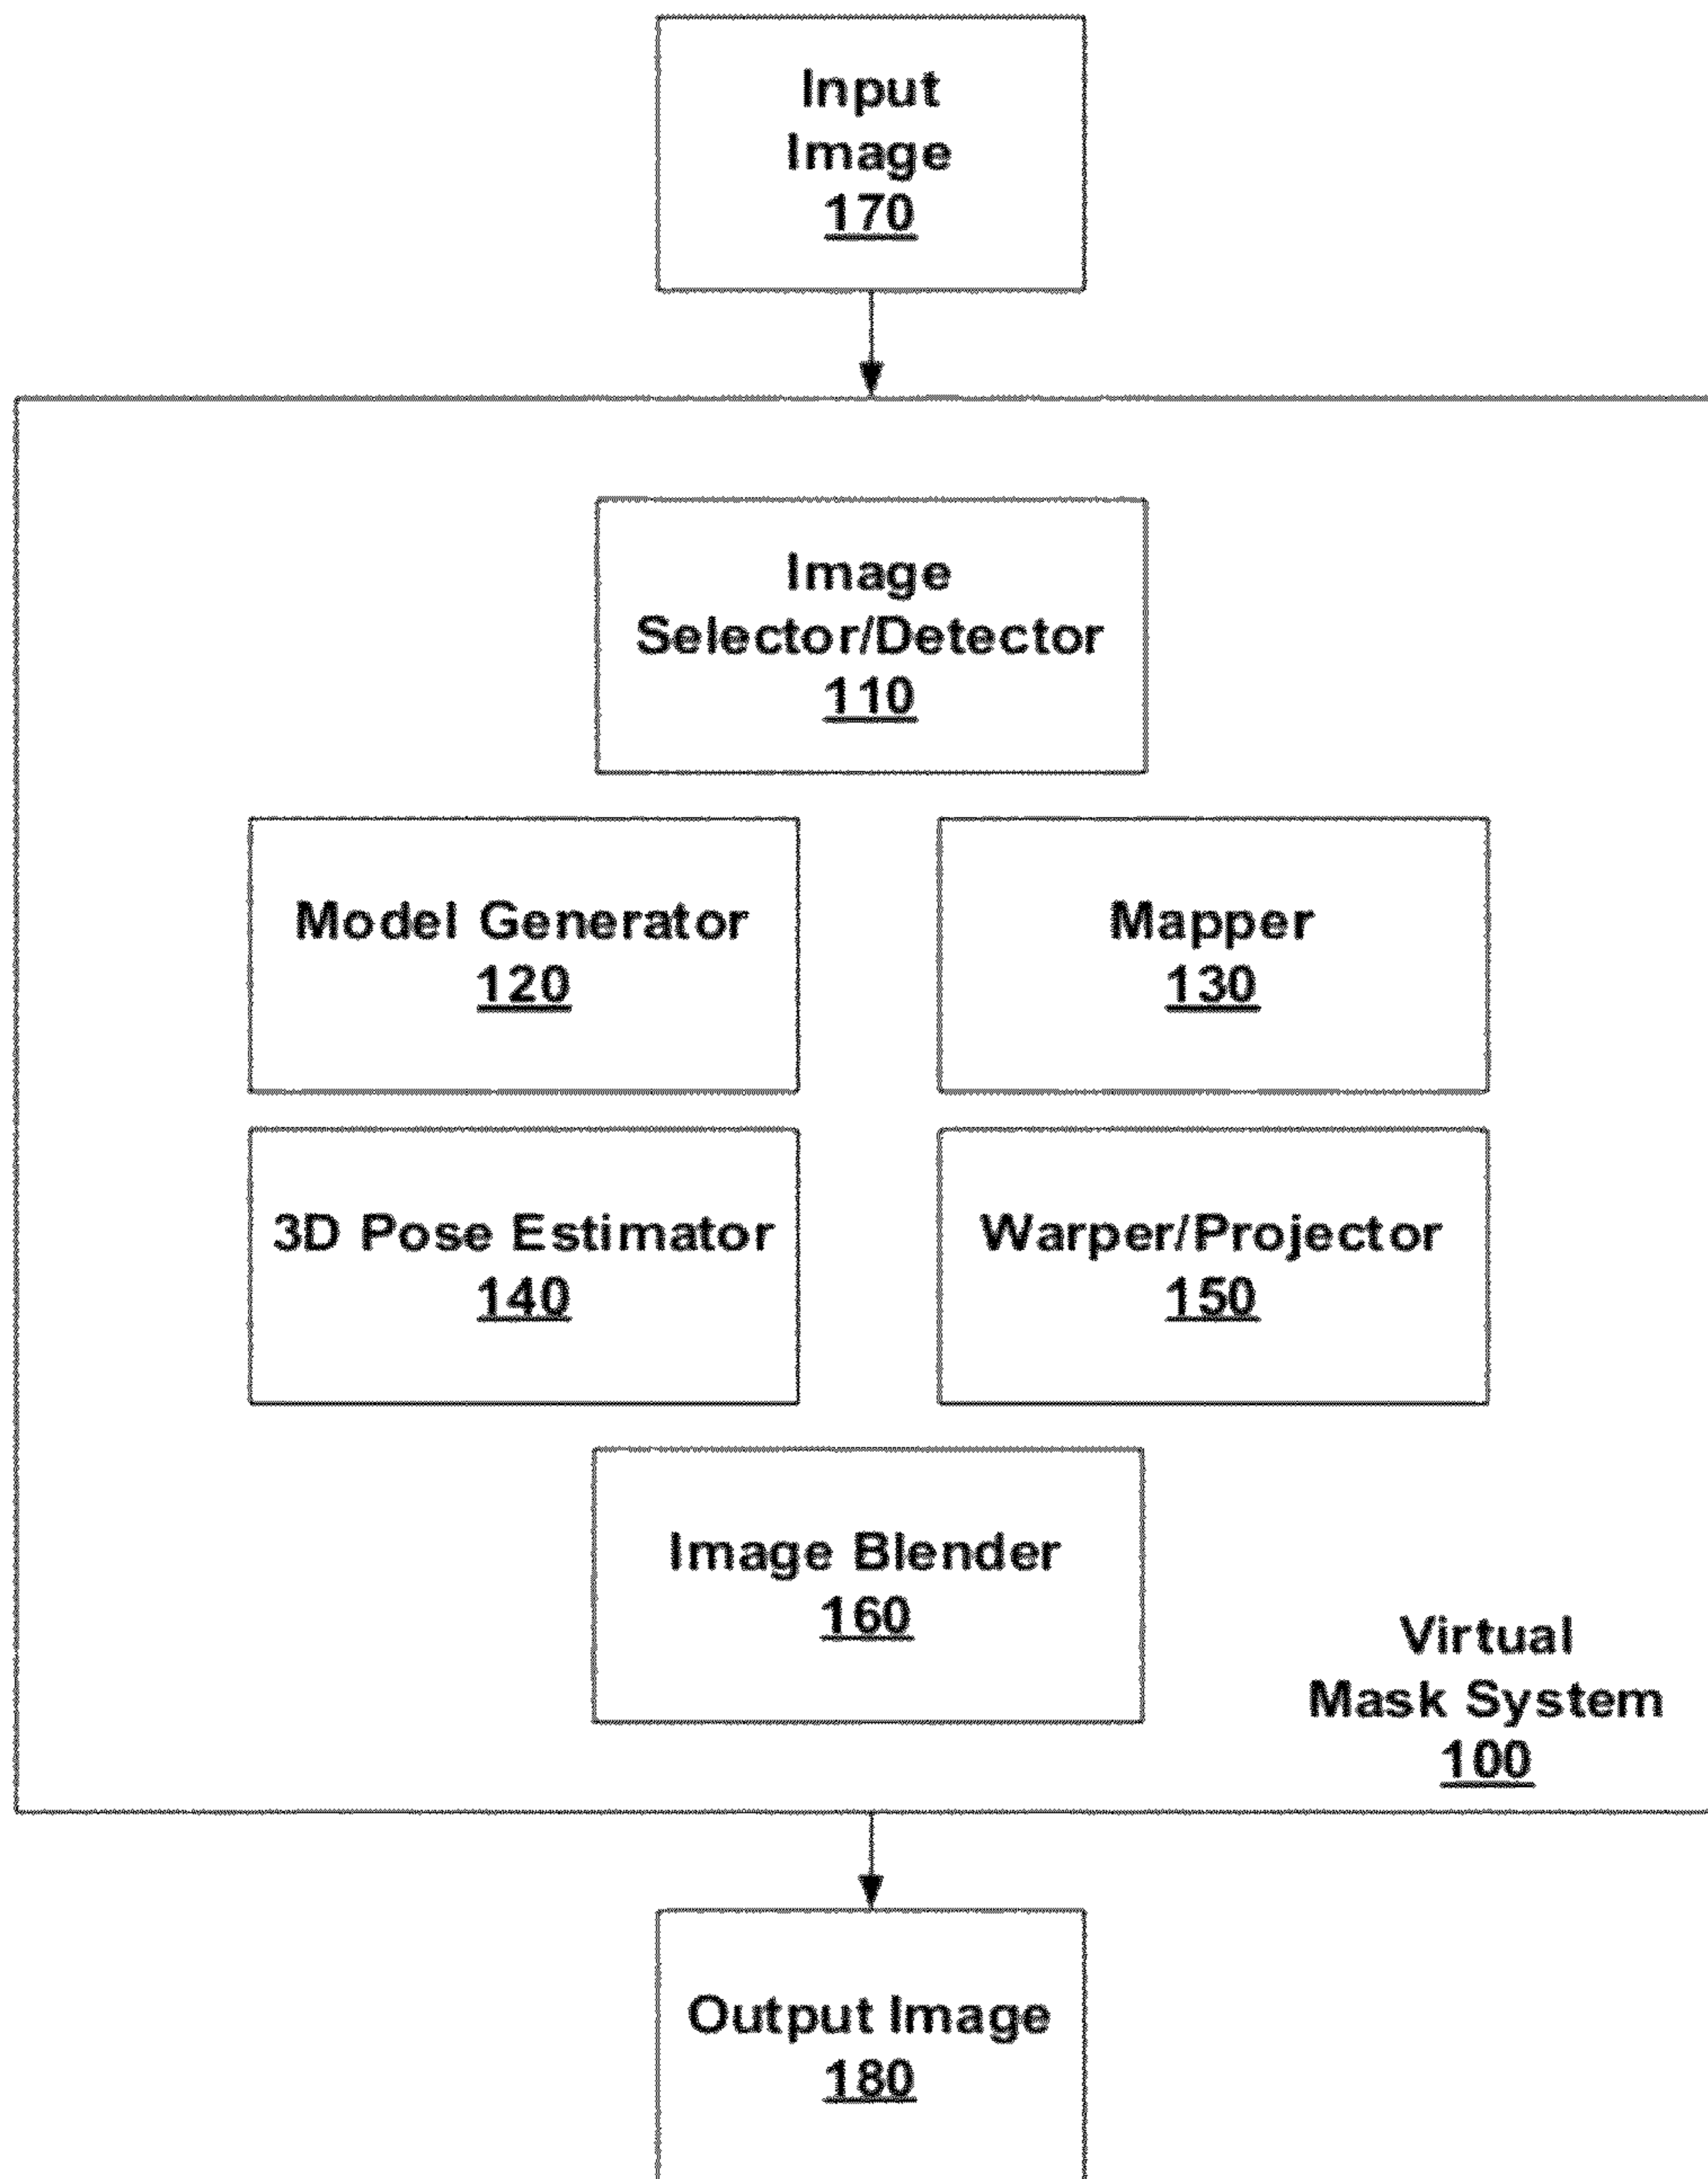 Input
Image
170
Image
Selector/Detector
110
Model Generator
120
Mapper
130
3D Pose Estimator
140
Warper/Projector
150
Image Blender
160
Virtual
Mask System
100
Output Image
180